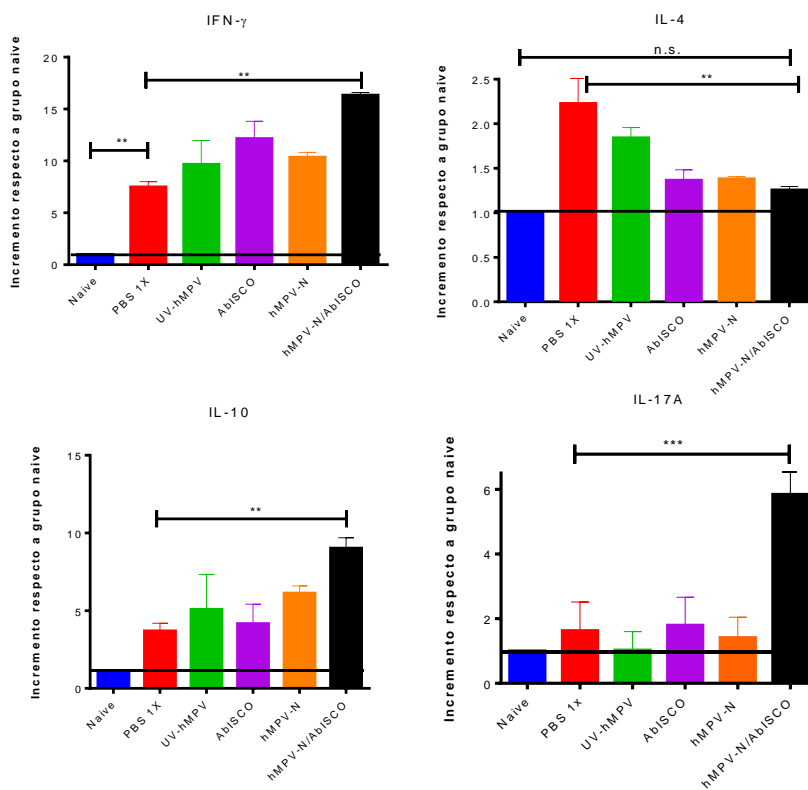 IFN-γ
Incremento respecto a grupo naive
20
15
10
5
0
**
**
Naive
PBS 1X
UV-hMPV
AbISCO
hMPV-N
hMPV-N/AbISCO
IL-4
Incremento respecto a grupo naive
2.5
2.0
1.5
1.0
0.5
0.0
n.s.
**
Naive
PBS 1X
UV-hMPV
AbISCO
hMPV-N
hMPV-N/AbISCO
IL-10
Incremento respecto a grupo naive
15
10
5
0
**
Naive
PBS 1X
UV-hMPV
AbISCO
hMPV-N
hMPV-N/AbISCO
IL-17A
Incremento respecto a grupo naive
6
4
2
0
***
Naive
PBS 1x
UV-hMPV
AbISCO
hMPV-N
hMPV-N/AbISCO